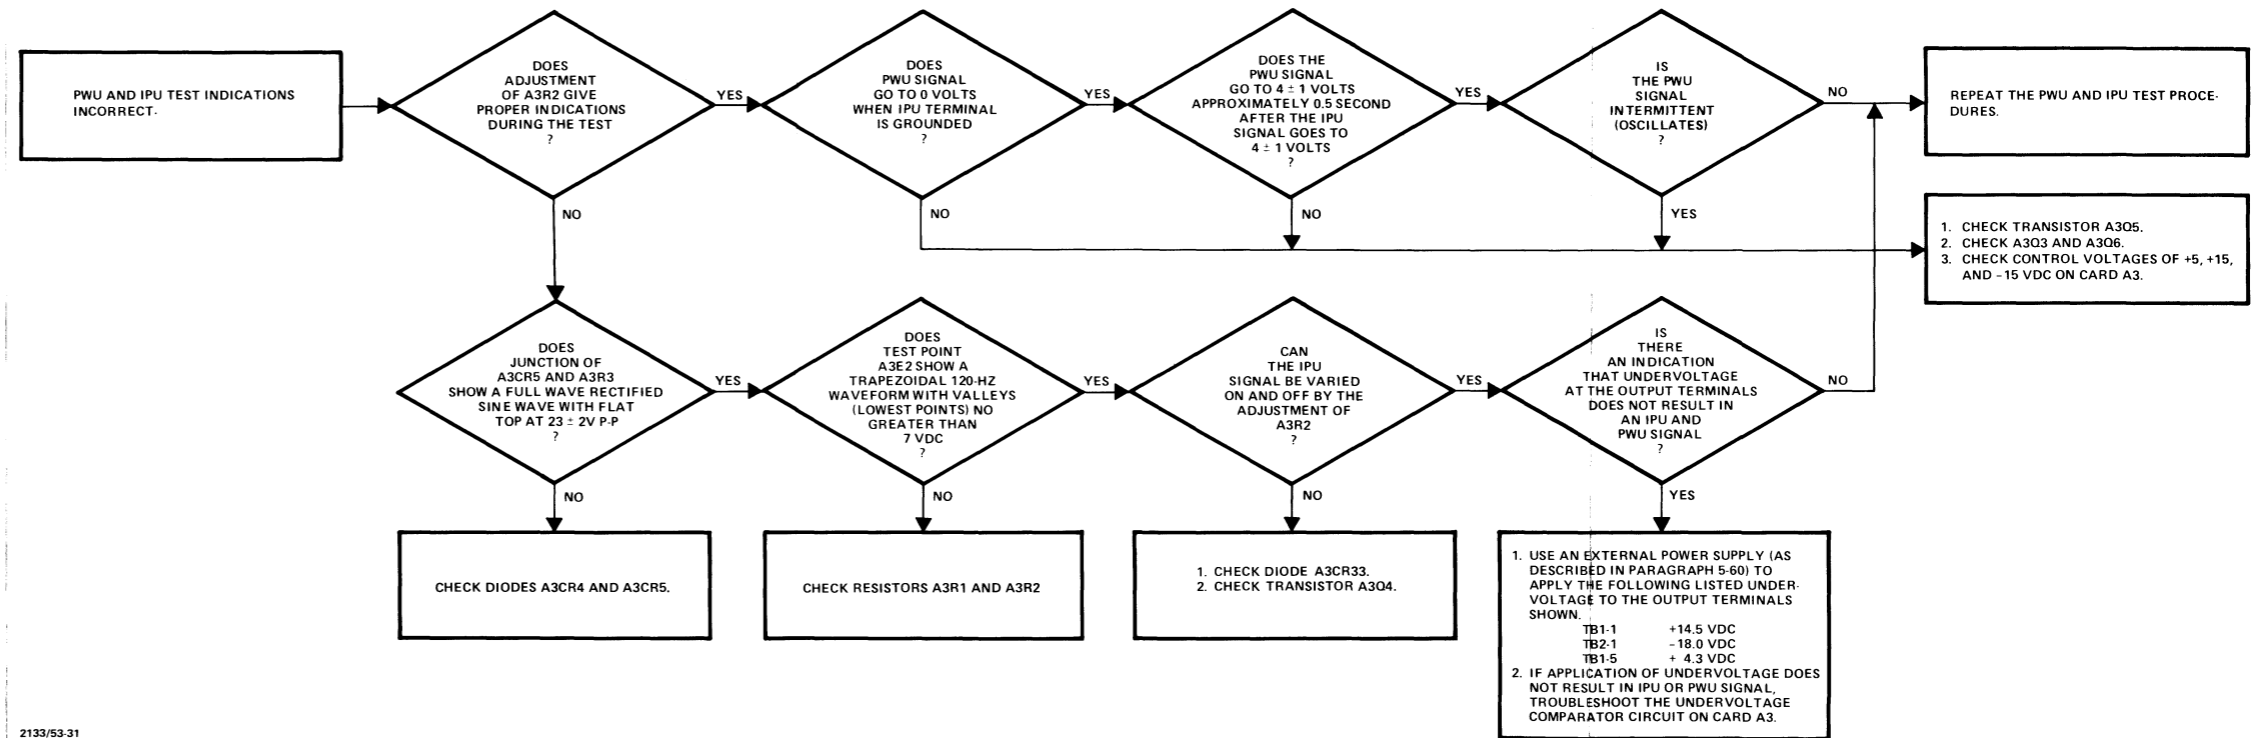 PWU AND IPU TEST INDICATIONS
INCORRECT.
DOES
ADJUSTMENT
OF A3R2 GIVE
PROPER INDICATIONS
DURING THE TEST
?
YES
NO
DOES
PWU SIGNAL
GO TO 0 VOLTS
WHEN IPU TERMINAL
IS GROUNDED
?
YES
NO
DOES THE
PWU SIGNAL
GO TO 4 ± 1 VOLTS
APPROXIMATELY 0.5 SECOND
AFTER THE IPU
SIGNAL GOES TO
4 ± 1 VOLTS
?
YES
NO
IS
THE PWU
SIGNAL
INTERMITTENT
(OSCILLATES)
?
NO
YES
REPEAT THE PWU AND IPU TEST PROCE-
DURES.
1. CHECK TRANSISTOR A3Q5.
2. CHECK A3Q3 AND A3Q6.
3. CHECK CONTROL VOLTAGES OF +5, +15,
AND -15 VDC ON CARD A3.
DOES
JUNCTION OF
A3CR5 AND A3R3
SHOW A FULL WAVE RECTIFIED
SINE WAVE WITH FLAT
TOP AT 23 ± 2V P-P
?
YES
NO
DOES
TEST POINT
A3E2 SHOW A
TRAPEZOIDAL 120-HZ
WAVEFORM WITH VALLEYS
(LOWEST POINTS) NO
GREATER THAN
7 VDC
?
YES
NO
CAN
THE IPU
SIGNAL BE VARIED
ON AND OFF BY THE
ADJUSTMENT OF
A3R2
?
YES
NO
IS
THERE
AN INDICATION
THAT UNDERVOLTAGE
AT THE OUTPUT TERMINALS
DOES NOT RESULT IN
AN IPU AND
PWU SIGNAL
?
NO
YES
CHECK DIODES A3CR4 AND A3CR5.
CHECK RESISTORS A3R1 AND A3R2
1. CHECK DIODE A3CR33.
2. CHECK TRANSISTOR A3Q4.
1. USE AN EXTERNAL POWER SUPPLY (AS
DESCRIBED IN PARAGRAPH 5-60) TO
APPLY THE FOLLOWING LISTED UNDER-
VOLTAGE TO THE OUTPUT TERMINALS
SHOWN.
TB1-1 +14.5 VDC
TB2-1 -18.0 VDC
TB1-5 + 4.3 VDC
2. IF APPLICATION OF UNDERVOLTAGE DOES
NOT RESULT IN IPU OR PWU SIGNAL,
TROUBLESHOOT THE UNDERVOLTAGE
COMPARATOR CIRCUIT ON CARD A3.
2133/53-31